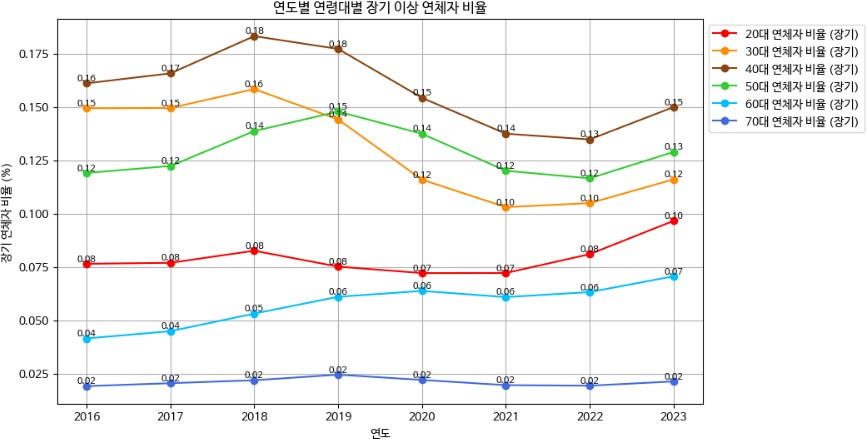 연도별 연령대별 장기 이상 연체자 비율
20대 연체자 비율 (장기)
30대 연체자 비율 (장기)
40대 연체자 비율 (장기)
50대 연체자 비율 (장기)
60대 연체자 비율 (장기)
70대 연체자 비율 (장기)
장기 연체자 비율 (%)
0.175
0.150
0.125
0.100
0.075
0.050
0.025
0.16 0.17 0.18 0.18 0.15 0.14 0.13 0.15
0.15 0.15 0.16 0.14 0.12 0.10 0.10 0.12
0.12 0.12 0.14 0.15 0.14 0.12 0.12 0.13
0.08 0.08 0.08 0.08 0.07 0.07 0.08 0.10
0.04 0.04 0.05 0.06 0.06 0.06 0.06 0.07
0.02 0.02 0.02 0.02 0.02 0.02 0.02 0.02
2016 2017 2018 2019 2020 2021 2022 2023
연도